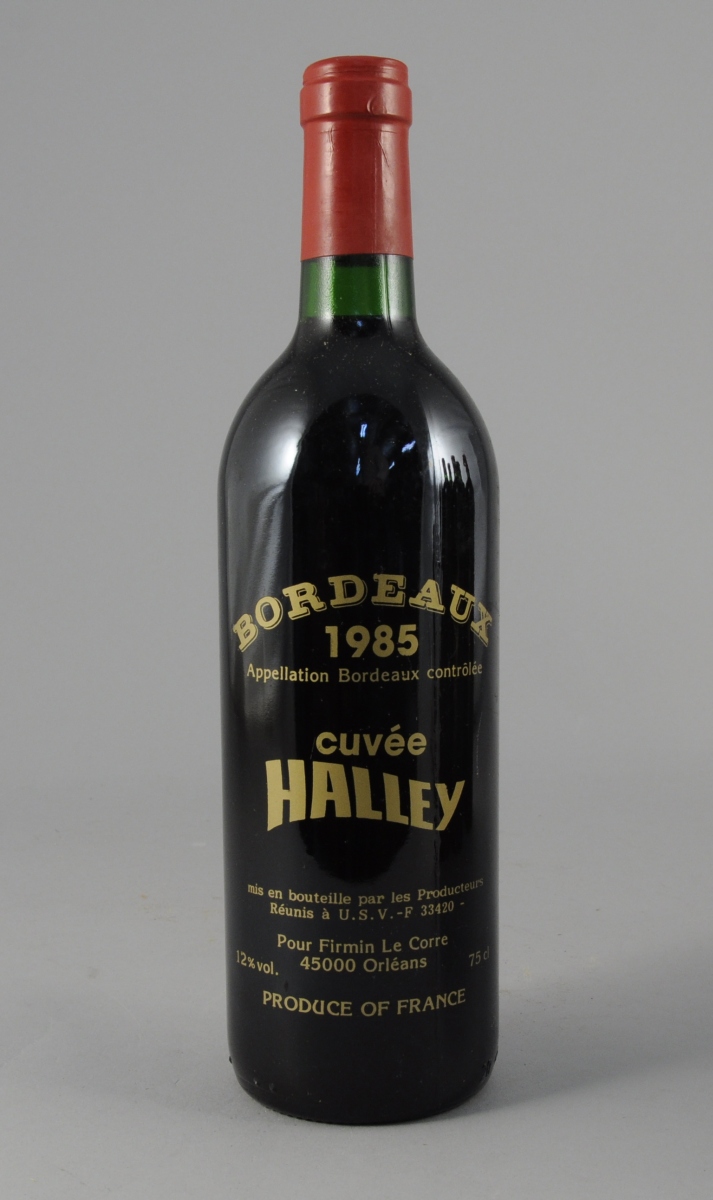 BORDEAUX
1985
Appellation Bordeaux contrôlée
cuvée
HALLEY
mis en bouteille par les Producteurs
Réunis à U.S.V.-F 33420 -
Pour Firmin Le Corre
12% vol. 45000 Orléans 75 cl
PRODUCE OF FRANCE